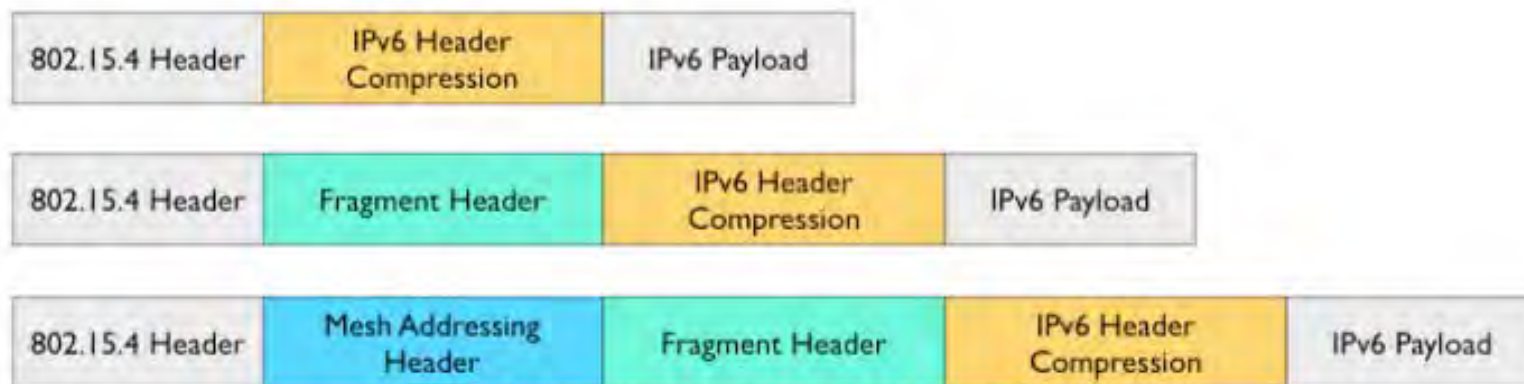 802.15.4 Header
IPv6 Header
Compression
IPv6 Payload
802.15.4 Header
Fragment Header
IPv6 Header
Compression
IPv6 Payload
802.15.4 Header
Mesh Addressing
Header
Fragment Header
IPv6 Header
Compression
IPv6 Payload